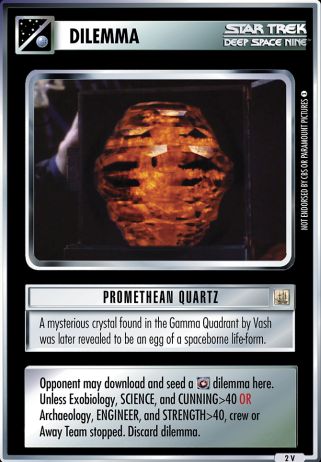 DILEMMA
STAR TREK
DEEP SPACE NINE
NOT ENDORSED BY CBS OR PARAMOUNT PICTURES
PROMETHEAN QUARTZ
A mysterious crystal found in the Gamma Quadrant by Vash
was later revealed to be an egg of a spaceborne life-form.
Opponent may download and seed a dilemma here.
Unless Exobiology, SCIENCE, and CUNNING>40 OR
Archaeology, ENGINEER, and STRENGTH>40, crew or
Away Team stopped. Discard dilemma.
2 V